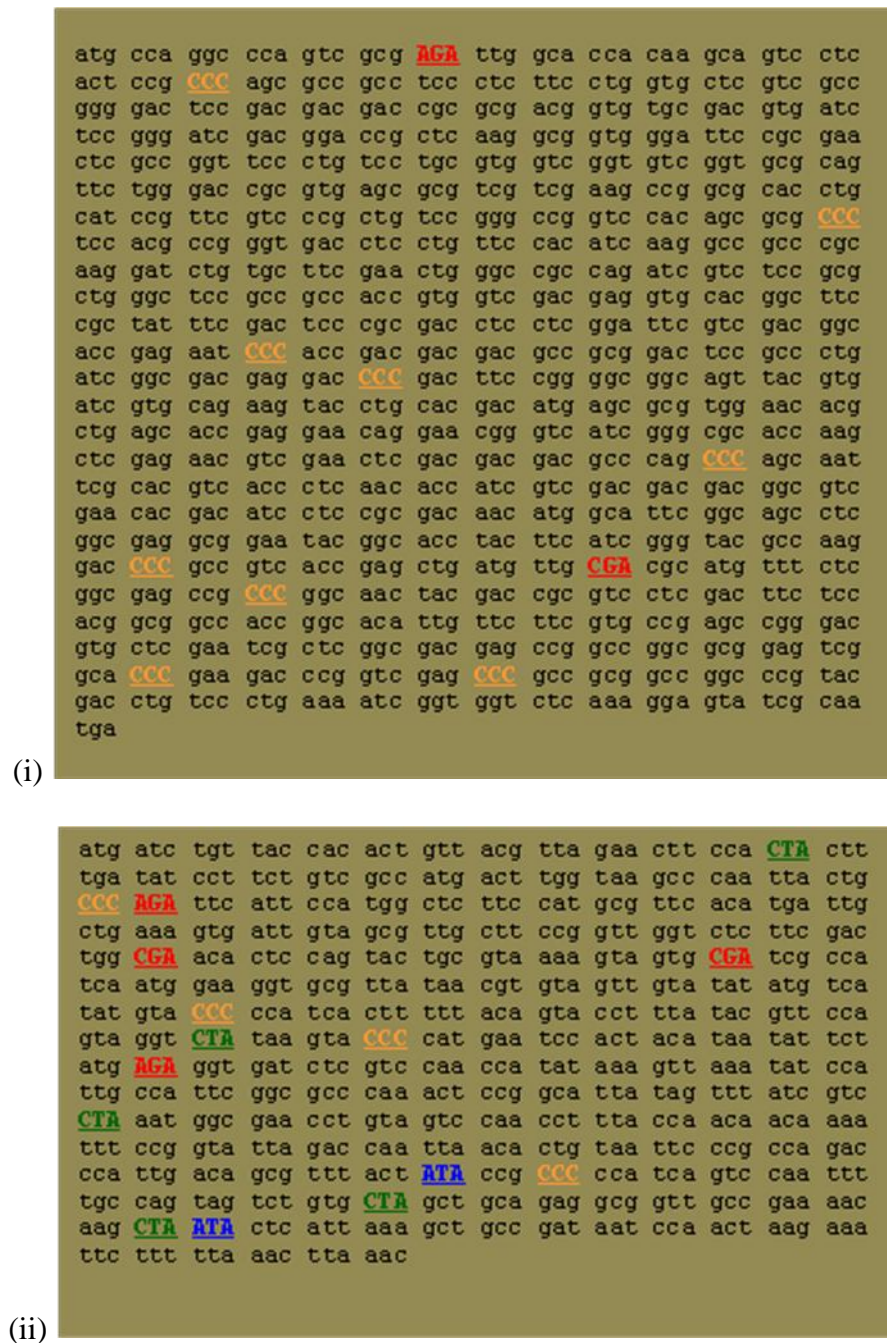 atg cca ggc cca gtc gcg AGA ttg gca cca caa gca gtc ctc
act ccg CCC agc gcc gcc tcc ctc ttc ctg gtg ctc gtc gcc
ggg gac tcc gac gac gac cgc gcg acg gtg tgc gac gtg atc
tcc ggg atc gac gga ccg ctc aag gcg gtg gga ttc cgc gaa
ctc gcc ggt tcc ctg tcc tgc gtg gtc ggt gtc ggt gcg cag
ttc tgg gac cgc gtg agc gcg tcg tcg aag ccg gcg cac ctg
cat ccg ttc gtc ccg ctg tcc ggg ccg gtc cac agc gcg CCC
tcc acg ccg ggt gac ctc ctg ttc cac atc aag gcc gcc cgc
aag gat ctg tgc ttc gaa ctg ggc cgc cag atc gtc tcc gcg
ctg ggc tcc gcc gcc acc gtg gtc gac gag gtg cac ggc ttc
cgc tat ttc gac tcc cgc gac ctc ctc gga ttc gtc gac ggc
acc gag aat CCC acc gac gac gac gcc gcg gac tcc gcc ctg
atc ggc gac gag gac CCC gac ttc cgg ggc ggc agt tac gtg
atc gtg cag aag tac ctg cac gac atg agc gcg tgg aac acg
ctg agc acc gag gaa cag gaa cgg gtc atc ggg cgc acc aag
ctc gag aac gtc gaa ctc gac gac gac gcc cag CCC agc aat
tcg cac gtc acc ctc aac acc atc gtc gac gac gac ggc gtc
gaa cac gac atc ctc cgc gac aac atg gca ttc ggc agc ctc
ggc gag gcg gaa tac ggc acc tac ttc atc ggg tac gcc aag
gac CCC gcc gtc acc gag ctg atg ttg CGA cgc atg ttt ctc
ggc gag ccg CCC ggc aac tac gac cgc gtc ctc gac ttc tcc
acg gcg gcc acc ggc aca ttg ttc ttc gtg ccg agc cgg gac
gtg ctc gaa tcg ctc ggc gac gag ccg gcc ggc gcg gag tcg
gca CCC gaa gac ccg gtc gag CCC gcc gcg gcc ggc ccg tac
gac ctg tcc ctg aaa atc ggt ggt ctc aaa gga gta tcg caa
tga
(i)
atg atc tgt tac cac act gtt acg tta gaa ctt cca CTA ctt
tga tat cct tct gtc gcc atg act tgg taa gcc caa tta ctg
CCC AGA ttc att cca tgg ctc ttc cat gcg ttc aca tga ttg
ctg aaa gtg att gta gcg ttg ctt ccg gtt ggt ctc ttc gac
tgg CGA aca ctc cag tac tgc gta aaa gta gtg CGA tcg cca
tca atg gaa ggt gcg tta taa cgt gta gtt gta tat atg tca
tat gta CCC cca tca ctt ttt aca gta cct tta tac gtt cca
gta ggt CTA taa gta CCC cat gaa tcc act aca taa tat tct
atg AGA ggt gat ctc gtc caa cca tat aaa gtt aaa tat cca
ttg cca ttc ggc gcc caa act ccg gca tta tag ttt atc gtc
CTA aat ggc gaa cct gta gtc caa cct tta cca aca aca aaa
ttt ccg gta tta gac caa tta aca ctg taa ttc ccg cca gac
cca ttg aca gcg ttt act ATA ccg CCC cca tca gtc caa ttt
tgc cag tag tct gtg CTA gct gca gag gcg gtt gcc gaa aac
aag CTA ATA ctc att aaa gct gcc gat aat cca act aag aaa
ttc ttt tta aac tta aac
(ii)